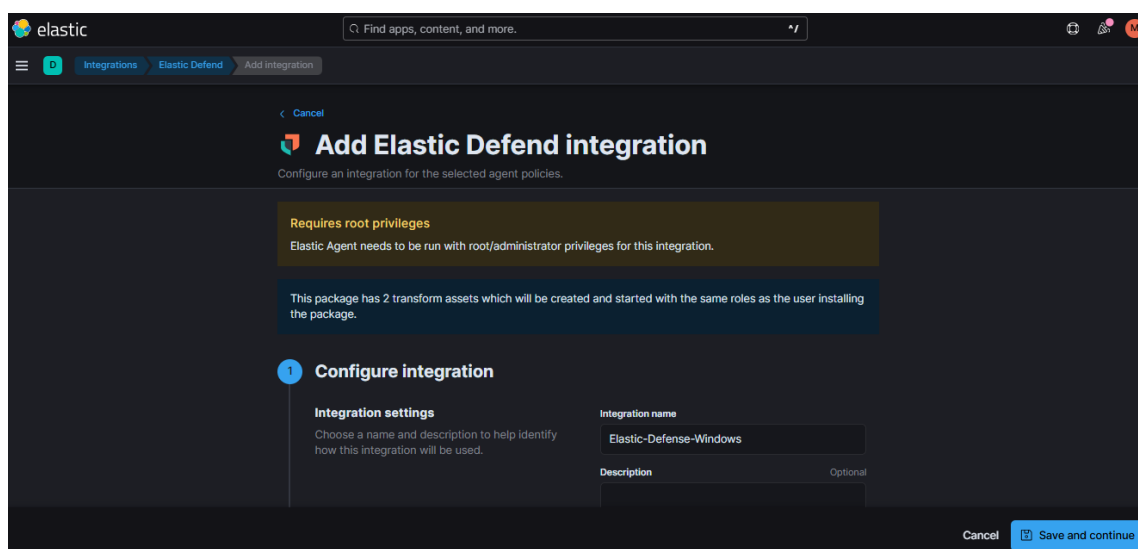 elastic
Find apps, content, and more.
^/
M
D
Integrations
Elastic Defend
Add integration
Cancel
Add Elastic Defend integration
Configure an integration for the selected agent policies.
Requires root privileges
Elastic Agent needs to be run with root/administrator privileges for this integration.
This package has 2 transform assets which will be created and started with the same roles as the user installing
the package.
1
Configure integration
Integration settings
Choose a name and description to help identify
how this integration will be used.
Integration name
Elastic-Defense-Windows
Description
Optional
Cancel
Save and continue